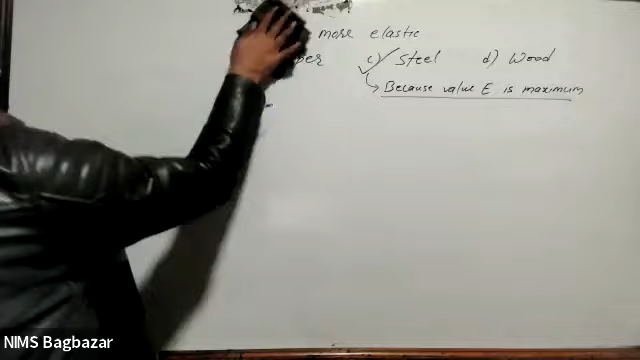 more elastic
c) Steel d) Wood
→ Because value E is maximum
NIMS Bagbazar